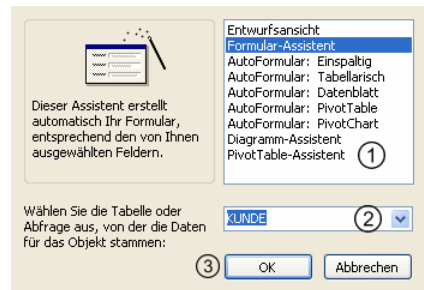 Entwurfsansicht
Formular-Assistent
AutoFormular: Einspaltig
AutoFormular: Tabellarisch
AutoFormular: Datenblatt
AutoFormular: PivotTable
AutoFormular: PivotChart
Diagramm-Assistent
PivotTable-Assistent 1
Dieser Assistent erstellt
automatisch Ihr Formular,
entsprechend den von Ihnen
ausgewählten Feldern.
Wählen Sie die Tabelle oder
Abfrage aus, von der die Daten
für das Objekt stammen:
KUNDE 2
3 OK Abbrechen